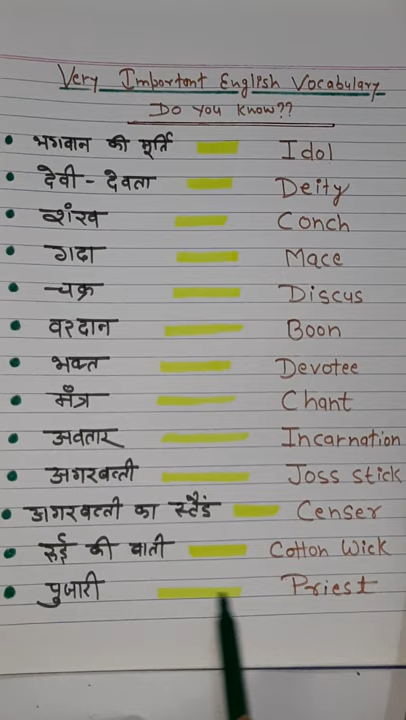 Very Important English Vocabulary
Do you know??
भगवान की मूर्ति Idol
देवी - देवता Deity
शंख Conch
गदा Mace
चक्र Discus
वरदान Boon
भक्त Devotee
मंत्र Chant
अवतार Incarnation
अगरबत्ती Joss stick
अगरबत्ती का स्टैंड Censer
रूई की बाती Cotton Wick
पुजारी Priest